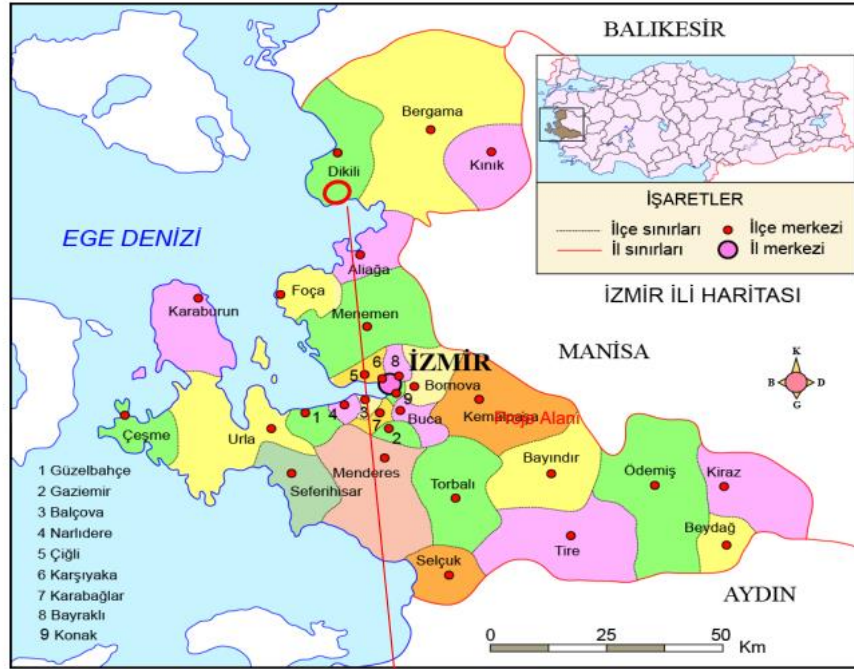 BALIKESİR
Bergama
Dikili
Kınık
İŞARETLER
İlçe sınırları
İlçe merkezi
İl sınırları
İl merkezi
EGE DENİZİ
Aliağa
Foça
Karaburun
Menemen
İZMİR İLİ HARİTASI
MANİSA
İZMİR
6
8
5
Bornova
9
Kemalpaşa
Proje Alanı
K
B
D
G
1
4
3
7
2
Buca
Çeşme
Urla
Menderes
Seferihisar
Torbalı
Bayındır
Ödemiş
Kiraz
Beydağ
Tire
Selçuk
AYDIN
1 Güzelbahçe
2 Gaziemir
3 Balçova
4 Narlıdere
5 Çiğli
6 Karşıyaka
7 Karabağlar
8 Bayraklı
9 Konak
0 25 50
Km